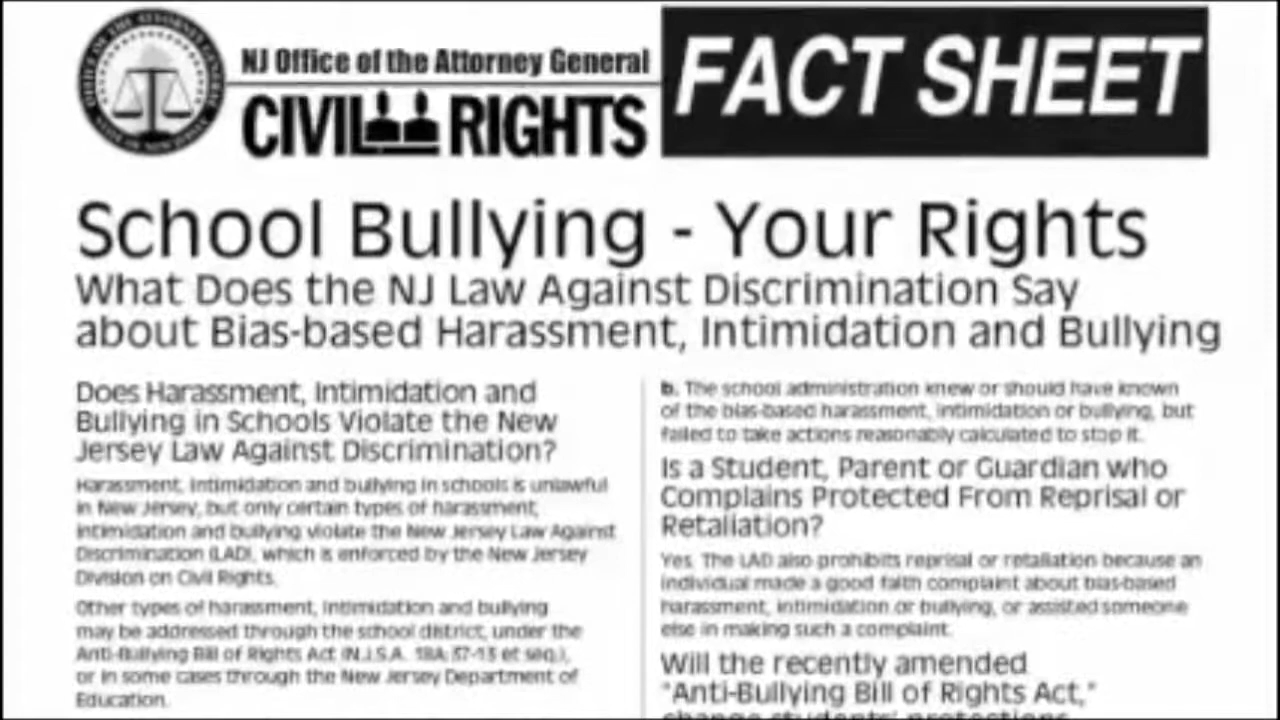 NJ Office of the Attorney General
CIVIL RIGHTS
FACT SHEET
School Bullying - Your Rights
What Does the NJ Law Against Discrimination Say
about Bias-based Harassment, Intimidation and Bullying
Does Harassment, Intimidation and
Bullying in Schools Violate the New
Jersey Law Against Discrimination?
Harassment, intimidation and bullying in schools is unlawful
in New Jersey, but only certain types of harassment,
intimidation and bullying violate the New Jersey Law Against
Discrimination (LAD), which is enforced by the New Jersey
Division on Civil Rights.
Other types of harassment, intimidation and bullying
may be addressed through the school district, under the
Anti-Bullying Bill of Rights Act (N.J.S.A. 18A:37-13 et seq.),
or in some cases through the New Jersey Department of
Education.
b. The school administration knew or should have known
of the bias-based harassment, intimidation or bullying, but
failed to take actions reasonably calculated to stop it.
Is a Student, Parent or Guardian who
Complains Protected From Reprisal or
Retaliation?
Yes. The LAD also prohibits reprisal or retaliation because an
individual made a good faith complaint about bias-based
harassment, intimidation or bullying, or assisted someone
else in making such a complaint.
Will the recently amended
"Anti-Bullying Bill of Rights Act,"
change students' protections